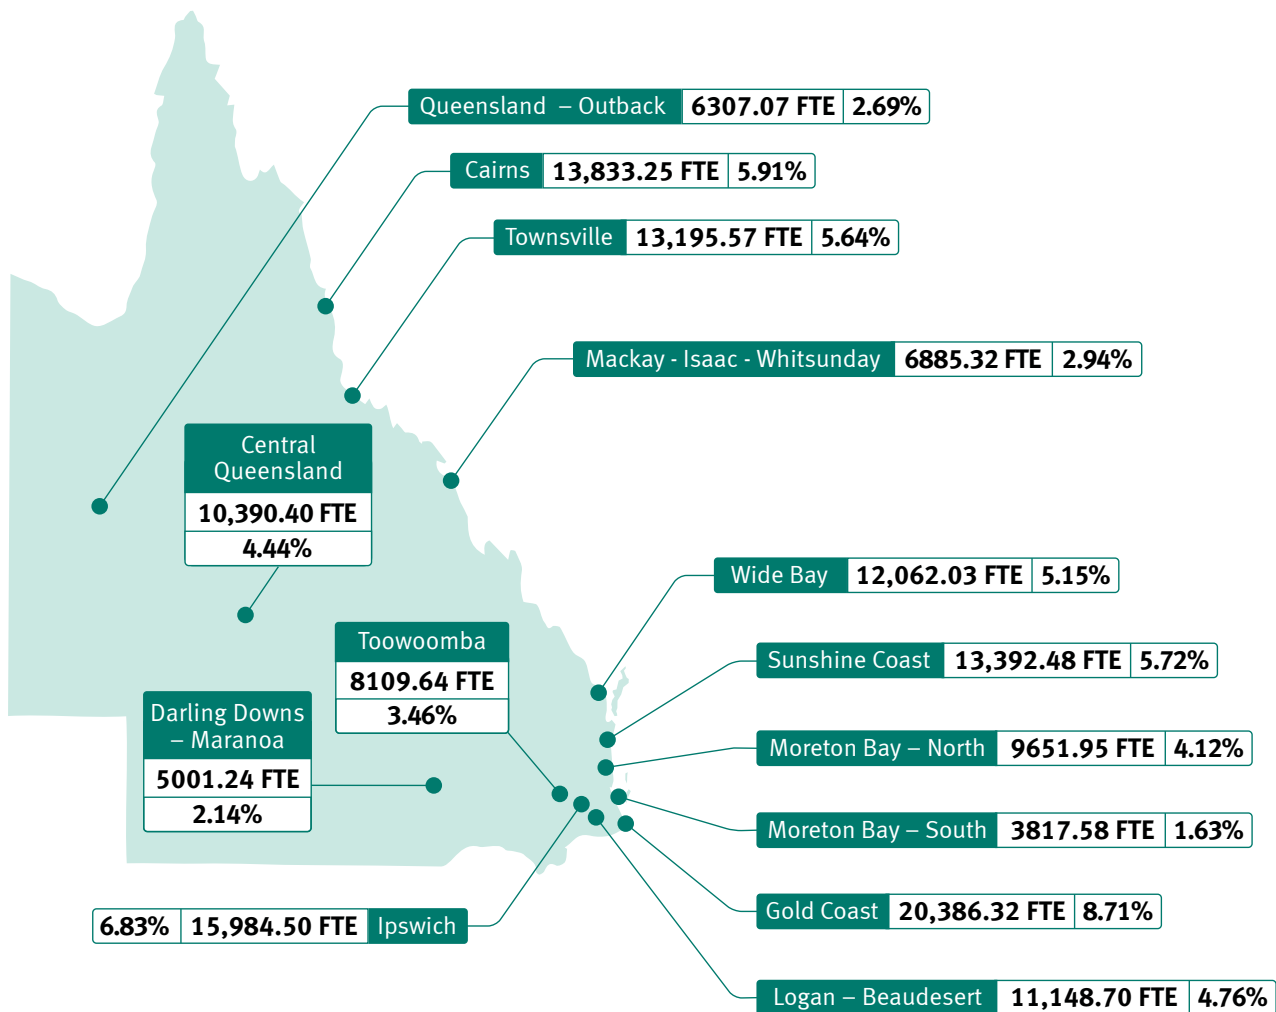 Queensland – Outback 6307.07 FTE 2.69%
Cairns 13,833.25 FTE 5.91%
Townsville 13,195.57 FTE 5.64%
Mackay - Isaac - Whitsunday 6885.32 FTE 2.94%
Central
Queensland
10,390.40 FTE
4.44%
Wide Bay 12,062.03 FTE 5.15%
Toowoomba
8109.64 FTE
3.46%
Sunshine Coast 13,392.48 FTE 5.72%
Darling Downs
– Maranoa
5001.24 FTE
2.14%
Moreton Bay – North 9651.95 FTE 4.12%
Moreton Bay – South 3817.58 FTE 1.63%
Gold Coast 20,386.32 FTE 8.71%
6.83% 15,984.50 FTE Ipswich
Logan – Beaudesert 11,148.70 FTE 4.76%